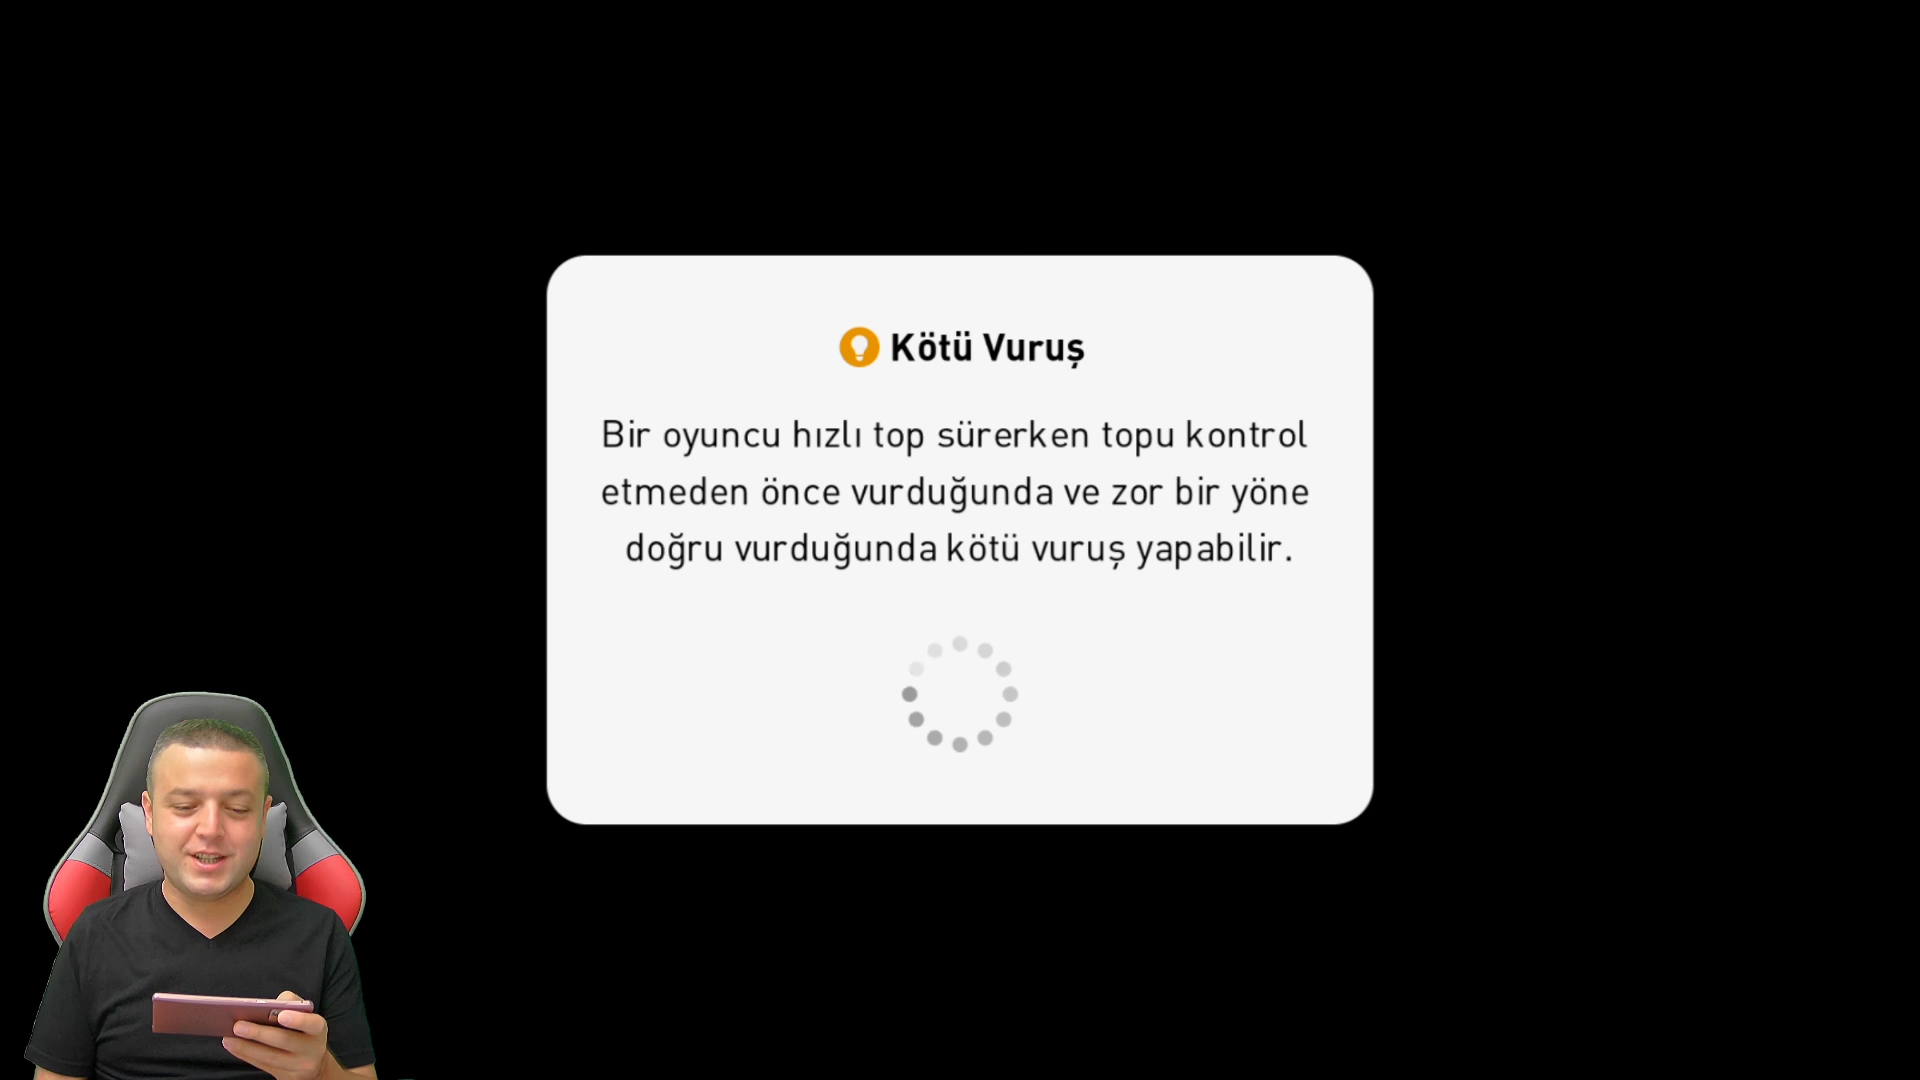 Kötü Vuruş
Bir oyuncu hızlı top sürerken topu kontrol
etmeden önce vurduğunda ve zor bir yöne
doğru vurduğunda kötü vuruş yapabilir.